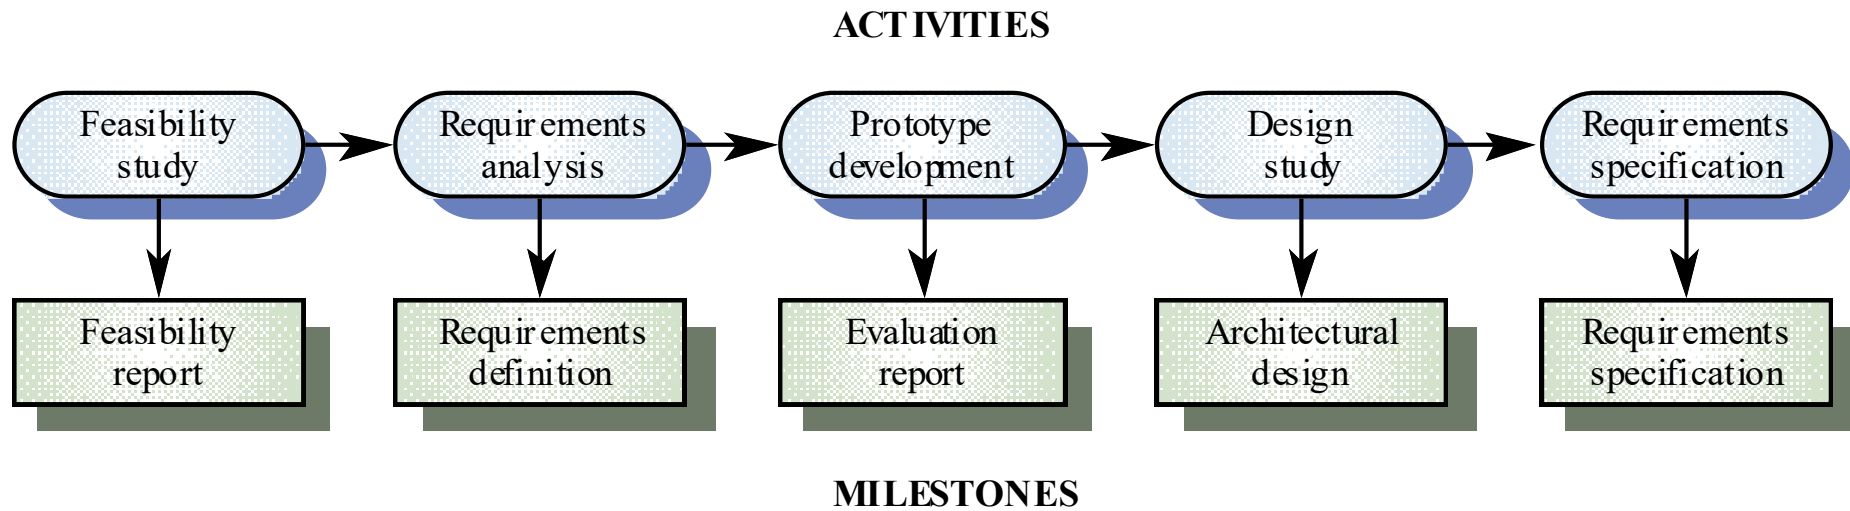 ACTIVITIES
Feasibility
study
Requirements
analysis
Prototype
development
Design
study
Requirements
specification
Feasibility
report
Requirements
definition
Evaluation
report
Architectural
design
Requirements
specification
MILESTONES